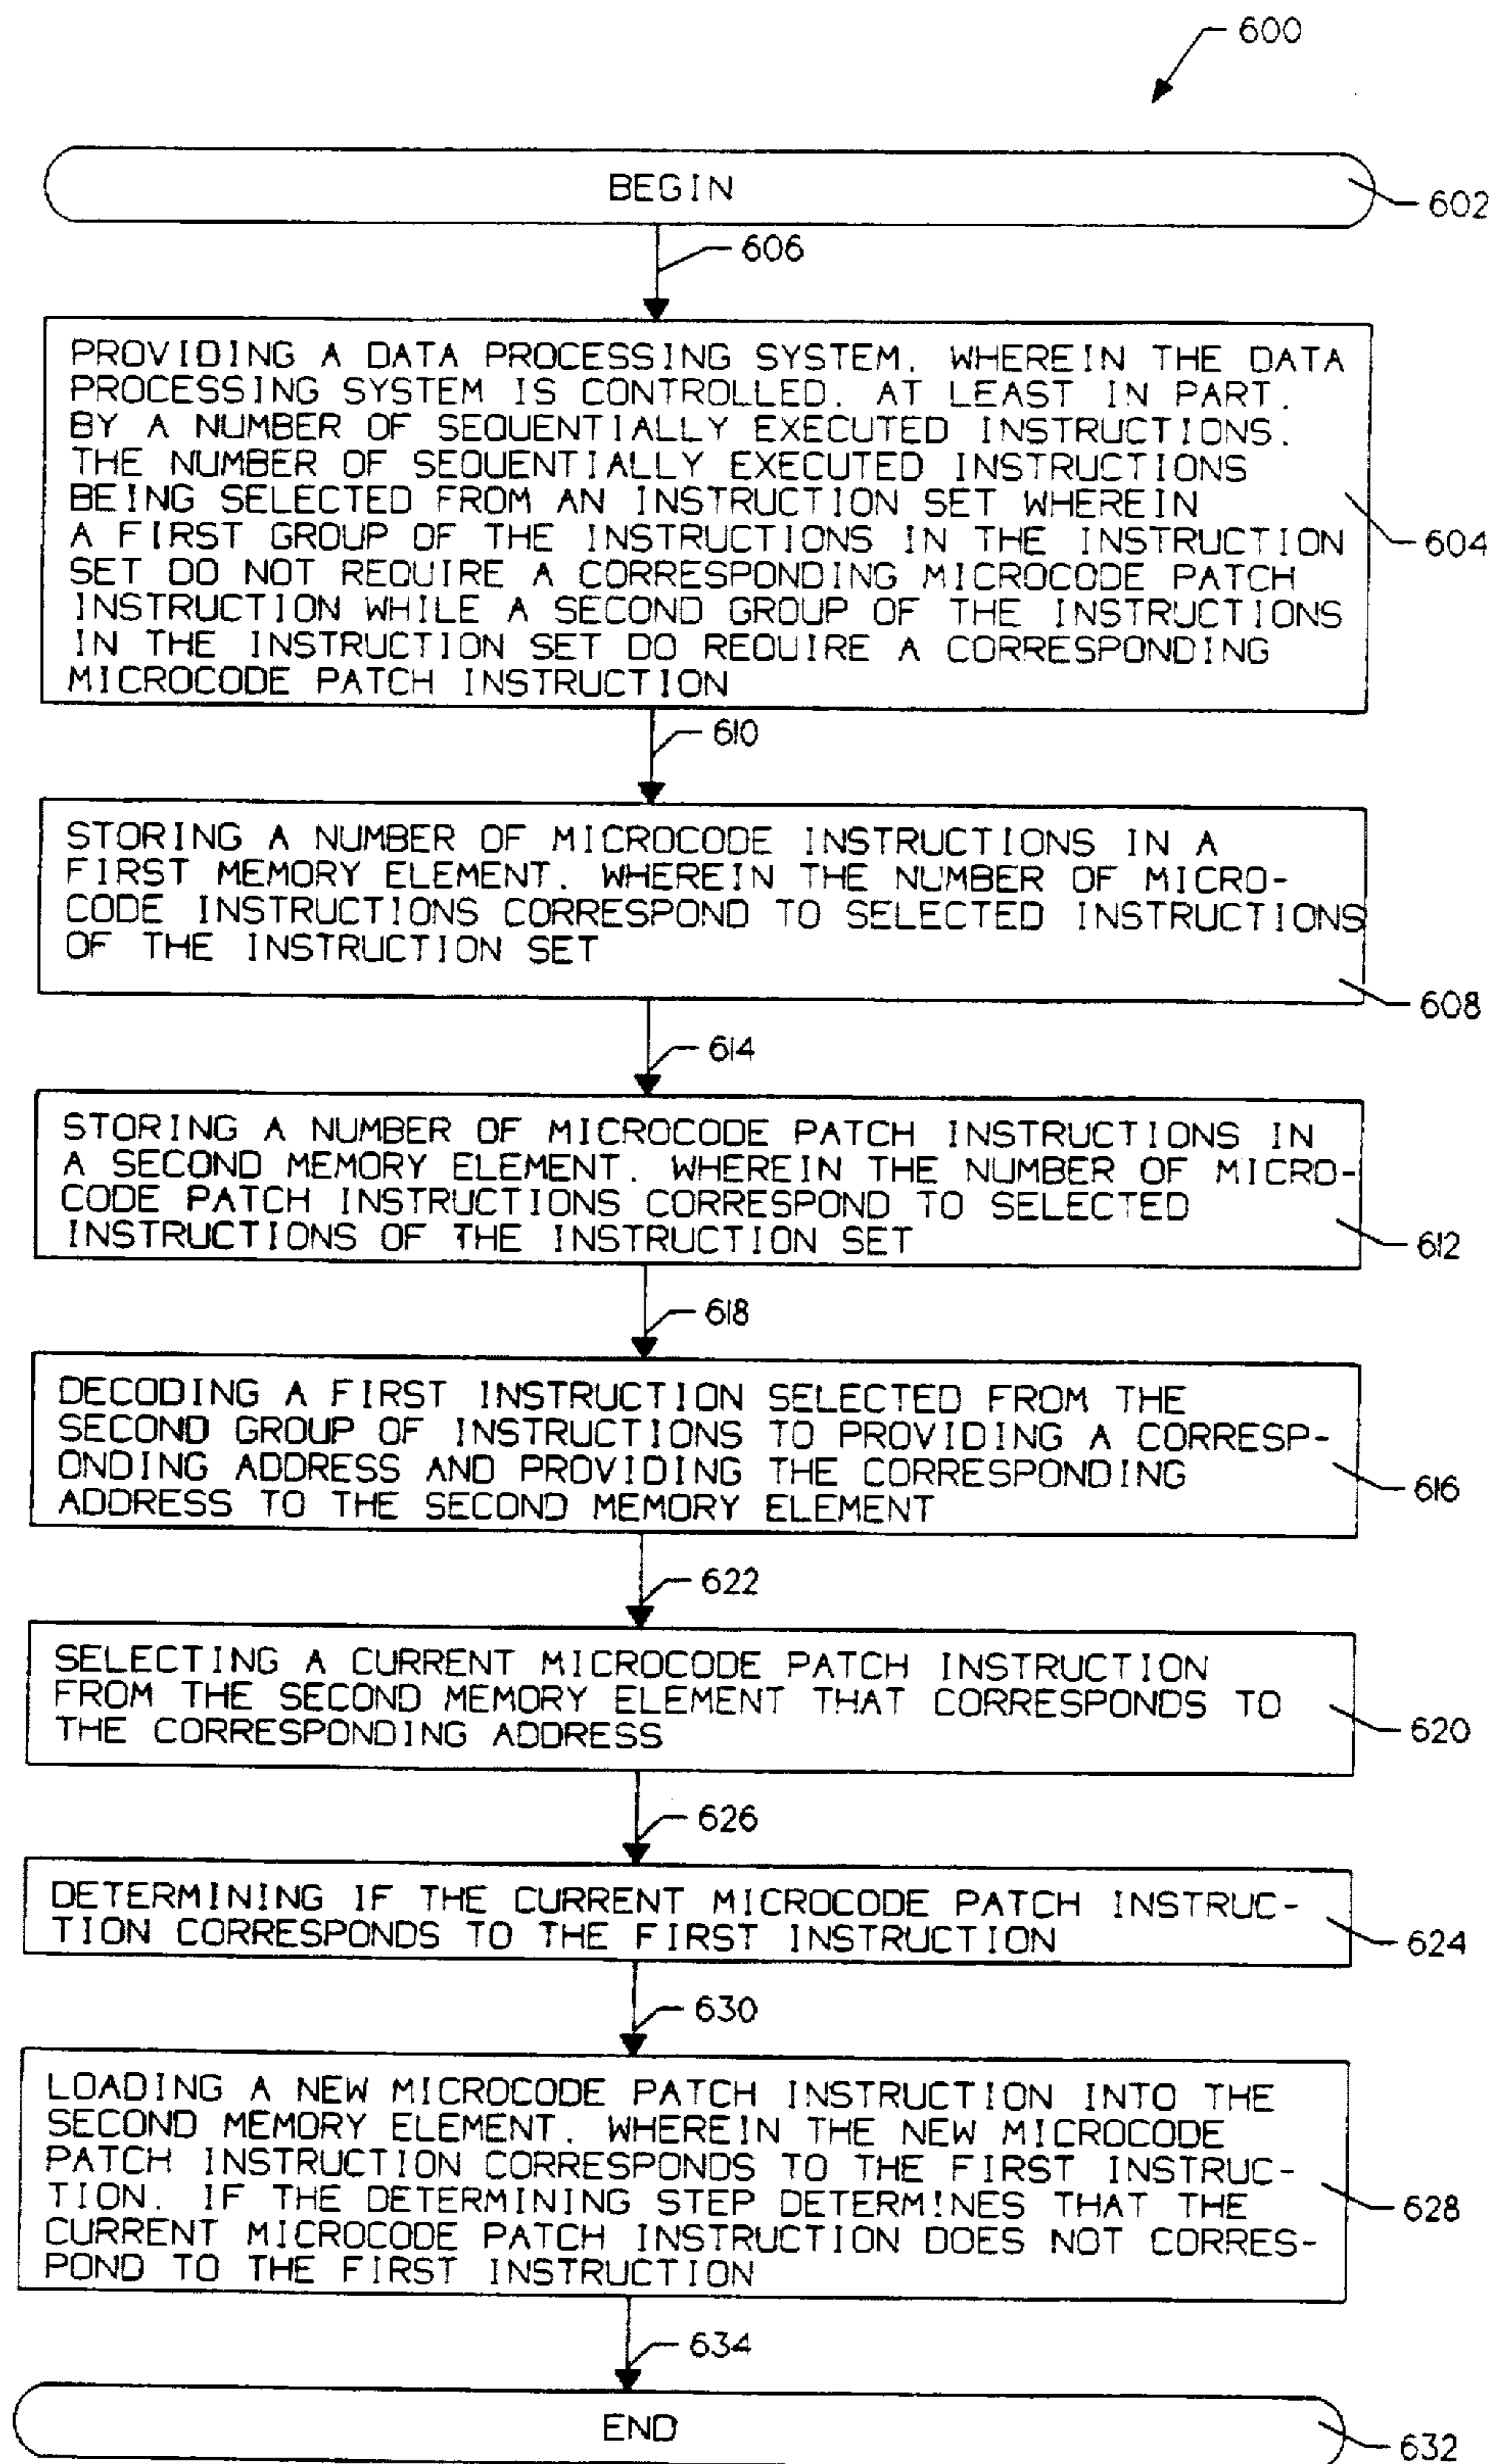 600
BEGIN
602
606
PROVIDING A DATA PROCESSING SYSTEM. WHEREIN THE DATA
PROCESSING SYSTEM IS CONTROLLED. AT LEAST IN PART.
BY A NUMBER OF SEQUENTIALLY EXECUTED INSTRUCTIONS.
THE NUMBER OF SEQUENTIALLY EXECUTED INSTRUCTIONS
BEING SELECTED FROM AN INSTRUCTION SET WHEREIN
A FIRST GROUP OF THE INSTRUCTIONS IN THE INSTRUCTION
SET DO NOT REQUIRE A CORRESPONDING MICROCODE PATCH
INSTRUCTION WHILE A SECOND GROUP OF THE INSTRUCTIONS
IN THE INSTRUCTION SET DO REQUIRE A CORRESPONDING
MICROCODE PATCH INSTRUCTION
604
610
STORING A NUMBER OF MICROCODE INSTRUCTIONS IN A
FIRST MEMORY ELEMENT. WHEREIN THE NUMBER OF MICRO-
CODE INSTRUCTIONS CORRESPOND TO SELECTED INSTRUCTIONS
OF THE INSTRUCTION SET
608
614
STORING A NUMBER OF MICROCODE PATCH INSTRUCTIONS IN
A SECOND MEMORY ELEMENT. WHEREIN THE NUMBER OF MICRO-
CODE PATCH INSTRUCTIONS CORRESPOND TO SELECTED
INSTRUCTIONS OF THE INSTRUCTION SET
612
618
DECODING A FIRST INSTRUCTION SELECTED FROM THE
SECOND GROUP OF INSTRUCTIONS TO PROVIDING A CORRESP-
ONDING ADDRESS AND PROVIDING THE CORRESPONDING
ADDRESS TO THE SECOND MEMORY ELEMENT
616
622
SELECTING A CURRENT MICROCODE PATCH INSTRUCTION
FROM THE SECOND MEMORY ELEMENT THAT CORRESPONDS TO
THE CORRESPONDING ADDRESS
620
626
DETERMINING IF THE CURRENT MICROCODE PATCH INSTRUC-
TION CORRESPONDS TO THE FIRST INSTRUCTION
624
630
LOADING A NEW MICROCODE PATCH INSTRUCTION INTO THE
SECOND MEMORY ELEMENT. WHEREIN THE NEW MICROCODE
PATCH INSTRUCTION CORRESPONDS TO THE FIRST INSTRUC-
TION. IF THE DETERMINING STEP DETERMINES THAT THE
CURRENT MICROCODE PATCH INSTRUCTION DOES NOT CORRES-
POND TO THE FIRST INSTRUCTION
628
634
END
632